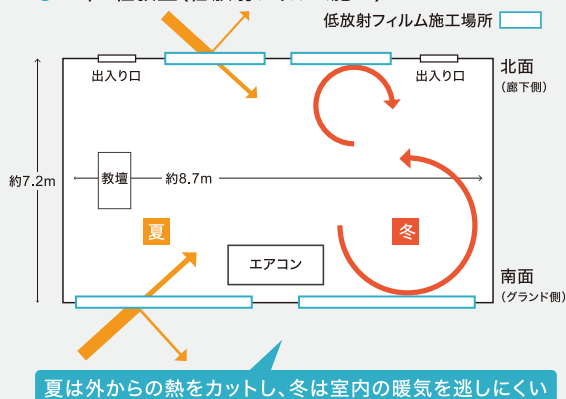 低放射フィルム施工場所
出入り口
出入り口
北面
（廊下側）
約7.2m
教壇
約8.7m
夏
冬
エアコン
南面
（グランド側）
夏は外からの熱をカットし、冬は室内の暖気を逃しにくい